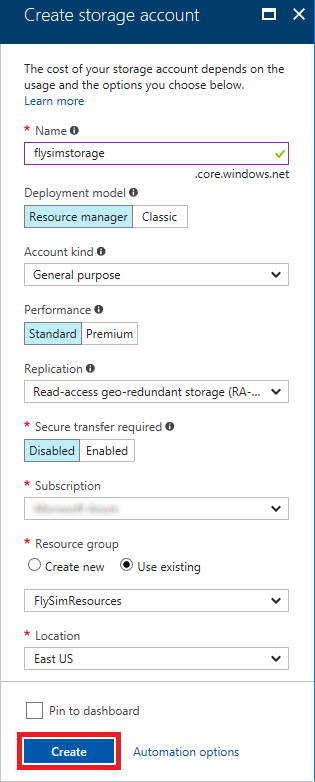 Create storage account
The cost of your storage account depends on the
usage and the options you choose below.
Learn more
* Name
flysimstorage
.core.windows.net
Deployment model
Resource manager Classic
Account kind
General purpose
Performance
Standard Premium
Replication
Read-access geo-redundant storage (RA-...
* Secure transfer required
Disabled Enabled
* Subscription
* Resource group
Create new Use existing
FlySimResources
* Location
East US
Pin to dashboard
Create Automation options